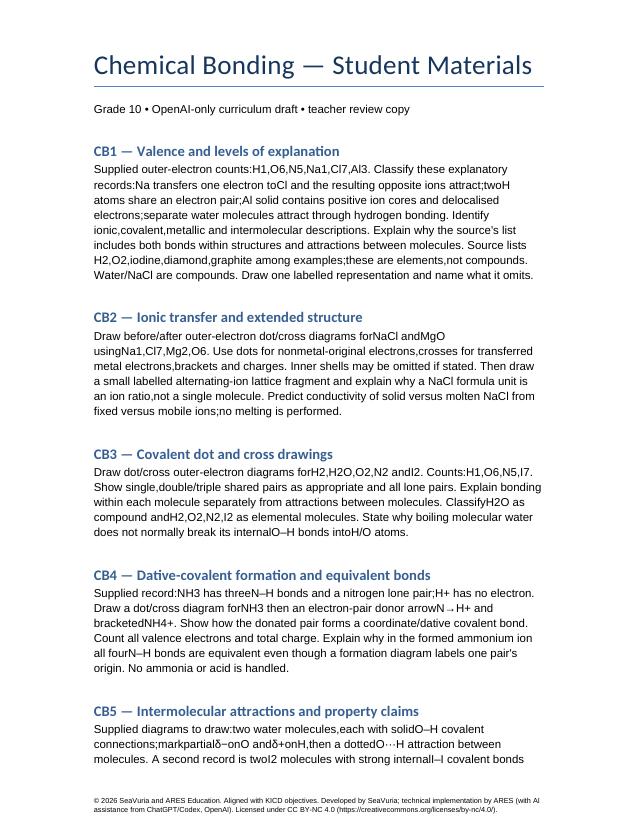 Chemical Bonding — Student Materials
Grade 10 • OpenAI-only curriculum draft • teacher review copy
CB1 — Valence and levels of explanation
Supplied outer-electron counts:H1,O6,N5,Na1,Cl7,Al3. Classify these explanatory
records:Na transfers one electron toCl and the resulting opposite ions attract;twoH
atoms share an electron pair;Al solid contains positive ion cores and delocalised
electrons;separate water molecules attract through hydrogen bonding. Identify
ionic,covalent,metallic and intermolecular descriptions. Explain why the source's list
includes both bonds within structures and attractions between molecules. Source lists
H2,O2,iodine,diamond,graphite among examples;these are elements,not compounds.
Water/NaCl are compounds. Draw one labelled representation and name what it omits.
CB2 — Ionic transfer and extended structure
Draw before/after outer-electron dot/cross diagrams forNaCl andMgO
usingNa1,Cl7,Mg2,O6. Use dots for nonmetal-original electrons,crosses for transferred
metal electrons,brackets and charges. Inner shells may be omitted if stated. Then draw
a small labelled alternating-ion lattice fragment and explain why a NaCl formula unit is
an ion ratio,not a single molecule. Predict conductivity of solid versus molten NaCl from
fixed versus mobile ions;no melting is performed.
CB3 — Covalent dot and cross drawings
Draw dot/cross outer-electron diagrams forH2,H2O,O2,N2 andI2. Counts:H1,O6,N5,I7.
Show single,double/triple shared pairs as appropriate and all lone pairs. Explain bonding
within each molecule separately from attractions between molecules. ClassifyH2O as
compound andH2,O2,N2,I2 as elemental molecules. State why boiling molecular water
does not normally break its internalO–H bonds intoH/O atoms.
CB4 — Dative-covalent formation and equivalent bonds
Supplied record:NH3 has threeN–H bonds and a nitrogen lone pair;H+ has no electron.
Draw a dot/cross diagram forNH3 then an electron-pair donor arrowN→H+ and
bracketedNH4+. Show how the donated pair forms a coordinate/dative covalent bond.
Count all valence electrons and total charge. Explain why in the formed ammonium ion
all fourN–H bonds are equivalent even though a formation diagram labels one pair's
origin. No ammonia or acid is handled.
CB5 — Intermolecular attractions and property claims
Supplied diagrams to draw:two water molecules,each with solidO–H covalent
connections;markpartialδ−onO andδ+onH,then a dottedO···H attraction between
molecules. A second record is twoI2 molecules with strong internalI–I covalent bonds
© 2026 SeaVuria and ARES Education. Aligned with KICD objectives. Developed by SeaVuria; technical implementation by ARES (with AI
assistance from ChatGPT/Codex, OpenAI). Licensed under CC BY-NC 4.0 (https://creativecommons.org/licenses/by-nc/4.0/).